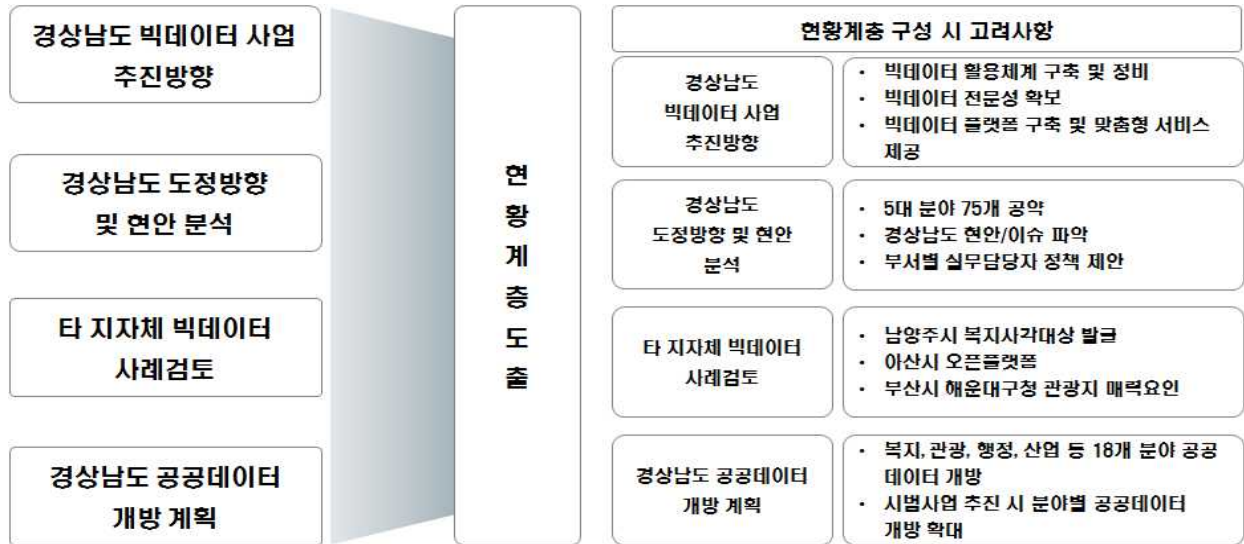 경상남도 빅데이터 사업
추진방향
경상남도 도정방향
및 현안 분석
타 지자체 빅데이터
사례검토
경상남도 공공데이터
개방 계획
현
황
계
층
도
출
현황계층 구성 시 고려사항
경상남도
빅데이터 사업
추진방향
• 빅데이터 활용체계 구축 및 정비
• 빅데이터 전문성 확보
• 빅데이터 플랫폼 구축 및 맞춤형 서비스
제공
경상남도
도정방향 및 현안
분석
• 5대 분야 75개 공약
• 경상남도 현안/이슈 파악
• 부서별 실무담당자 정책 제안
타 지자체 빅데이터
사례검토
• 남양주시 복지사각대상 발굴
• 아산시 오픈플랫폼
• 부산시 해운대구청 관광지 매력요인
경상남도 공공데이터
개방 계획
• 복지, 관광, 행정, 산업 등 18개 분야 공공
데이터 개방
• 시범사업 추진 시 분야별 공공데이터
개방 확대